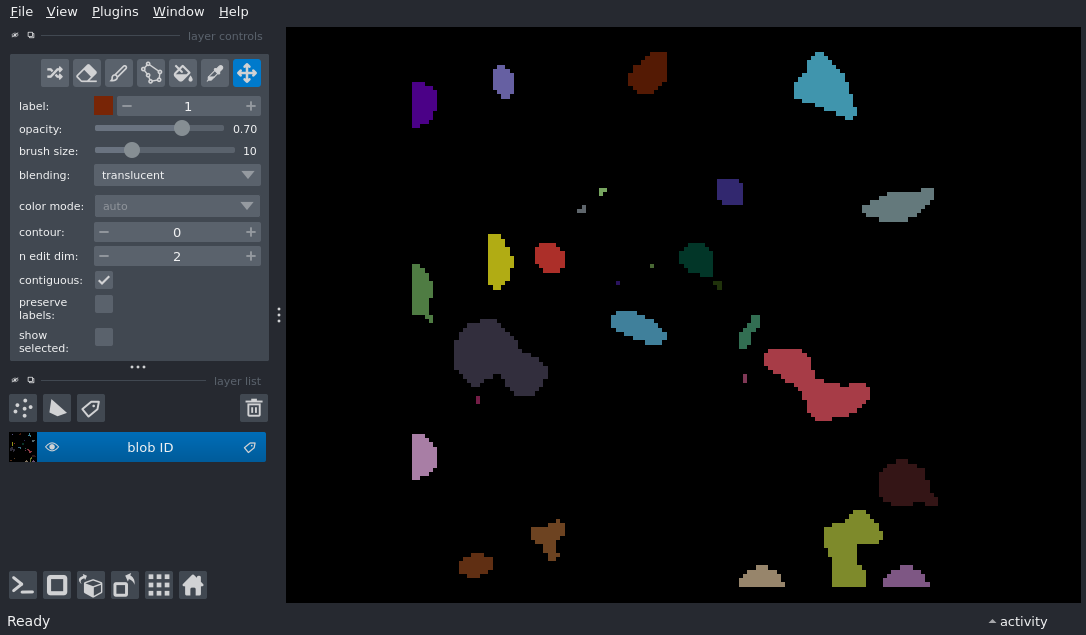 File View Plugins Window Help
layer controls
label: 1
opacity: 0.70
brush size: 10
blending: translucent
color mode: auto
contour: 0
n edit dim: 2
contiguous:
preserve
labels:
show
selected:
layer list
blob ID
Ready
activity